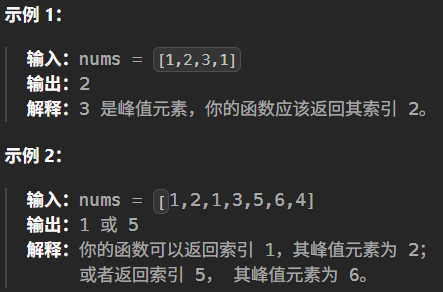 示例 1:
输入: nums = [1,2,3,1]
输出: 2
解释: 3 是峰值元素, 你的函数应该返回其索引 2。
示例 2:
输入: nums = [1,2,1,3,5,6,4]
输出: 1 或 5
解释: 你的函数可以返回索引 1, 其峰值元素为 2;
或者返回索引 5, 其峰值元素为 6。